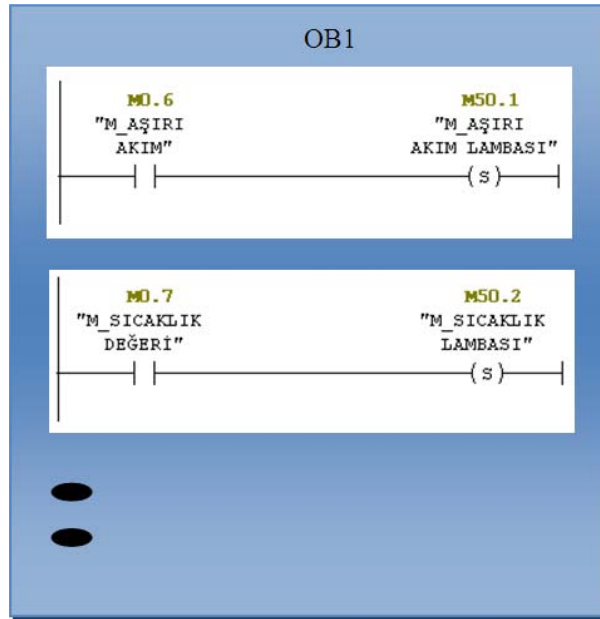 OB1
M0.6 M50.1
"M_AŞIRI "M_AŞIRI
AKIM" AKIM LAMBASI"
(S)
M0.7 M50.2
"M_SICAKLIK "M_SICAKLIK
DEĞERİ" LAMBASI"
(S)